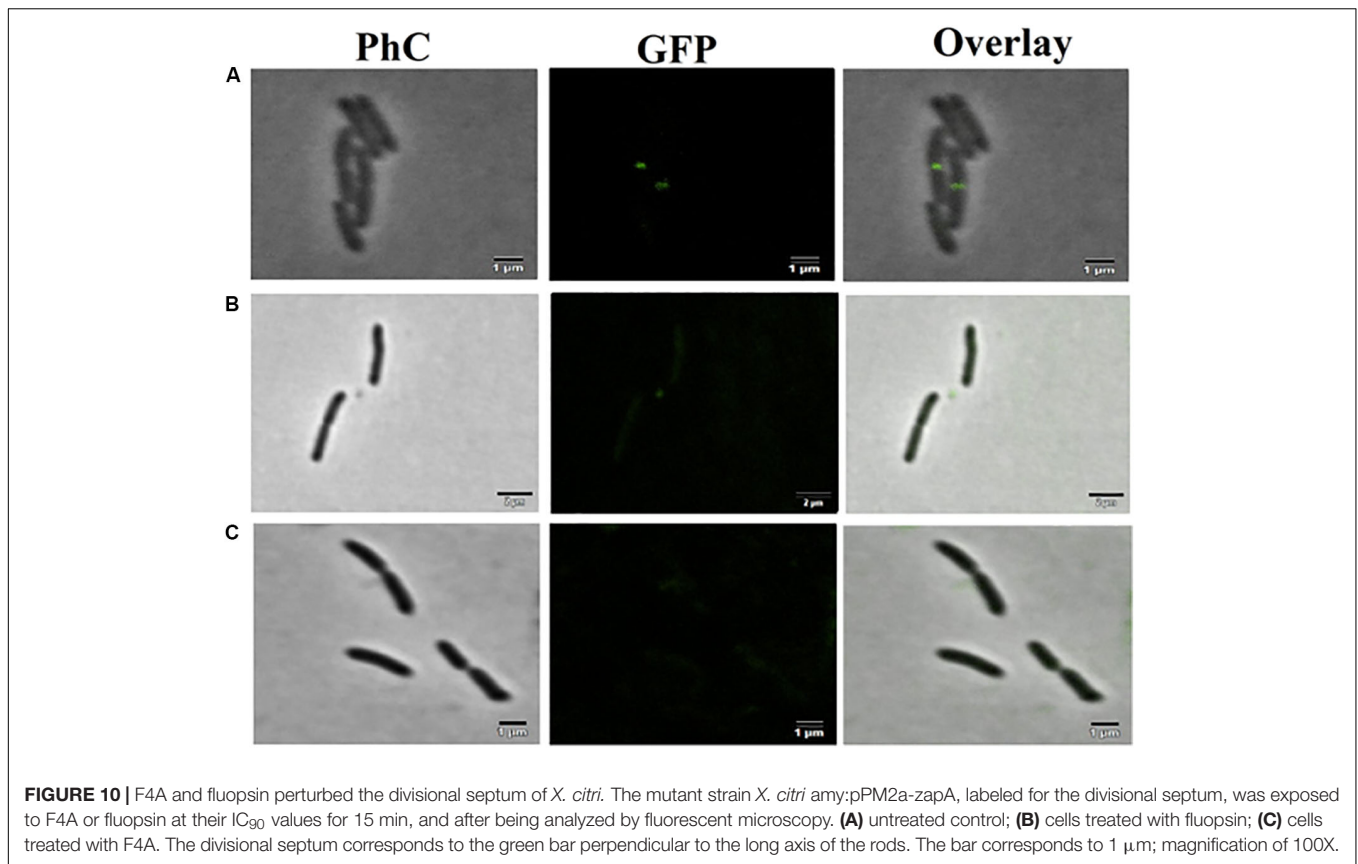 PhC GFP Overlay
A
1 µm 1 µm 1 µm
B
2 µm 2 µm 2 µm
C
1 µm 1 µm 1 µm
FIGURE 10 | F4A and fluopsin perturbed the divisional septum of X. citri. The mutant strain X. citri amy:pPM2a-zapA, labeled for the divisional septum, was exposed
to F4A or fluopsin at their IC90 values for 15 min, and after being analyzed by fluorescent microscopy. (A) untreated control; (B) cells treated with fluopsin; (C) cells
treated with F4A. The divisional septum corresponds to the green bar perpendicular to the long axis of the rods. The bar corresponds to 1 μm; magnification of 100X.